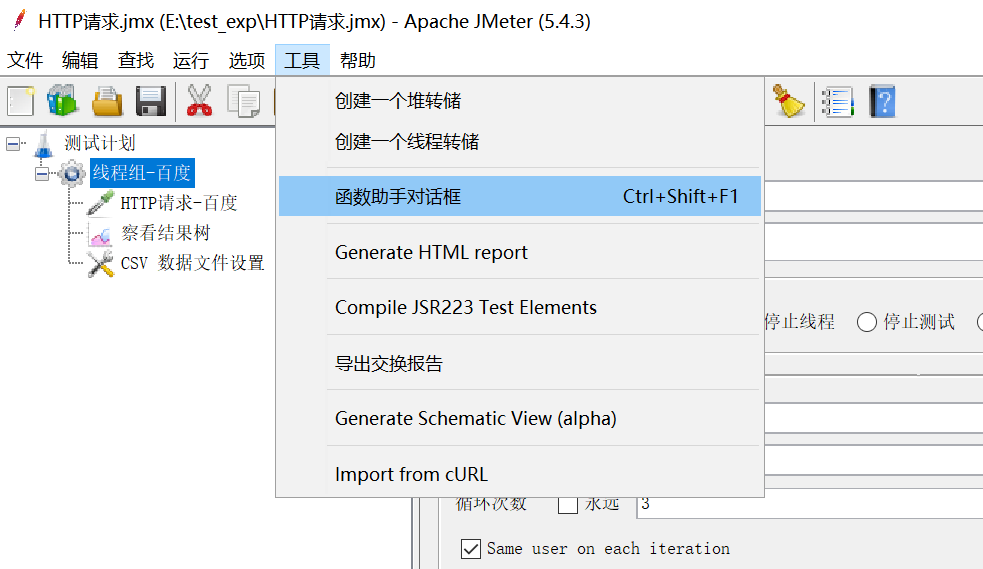 HTTP请求.jmx (E:\test_exp\HTTP请求.jmx) - Apache JMeter (5.4.3)
文件 编辑 查找 运行 选项 工具 帮助
创建一个堆转储
创建一个线程转储
函数助手对话框 Ctrl+Shift+F1
Generate HTML report
Compile JSR223 Test Elements
导出交换报告
Generate Schematic View (alpha)
Import from cURL
测试计划
线程组-百度
HTTP请求-百度
察看结果树
CSV 数据文件设置
停止线程 停止测试
循环次数 永远 3
Same user on each iteration